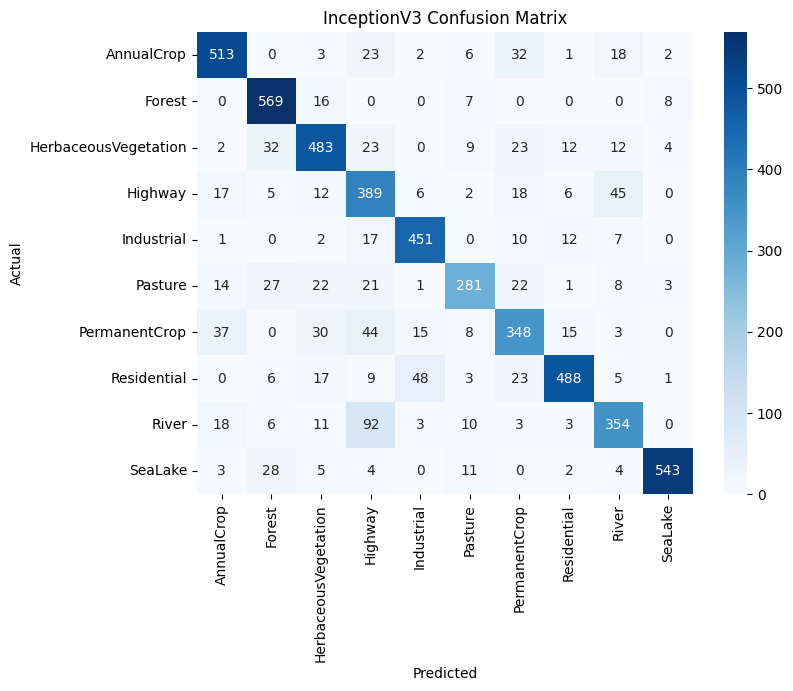 InceptionV3 Confusion Matrix
AnnualCrop 513 0 3 23 2 6 32 1 18 2
Forest 0 569 16 0 0 7 0 0 0 8
HerbaceousVegetation 2 32 483 23 0 9 23 12 12 4
Highway 17 5 12 389 6 2 18 6 45 0
Industrial 1 0 2 17 451 0 10 12 7 0
Pasture 14 27 22 21 1 281 22 1 8 3
PermanentCrop 37 0 30 44 15 8 348 15 3 0
Residential 0 6 17 9 48 3 23 488 5 1
River 18 6 11 92 3 10 3 3 354 0
SeaLake 3 28 5 4 0 11 0 2 4 543
Actual
AnnualCrop
Forest
HerbaceousVegetation
Highway
Industrial
Pasture
PermanentCrop
Residential
River
SeaLake
Predicted
500
400
300
200
100
0